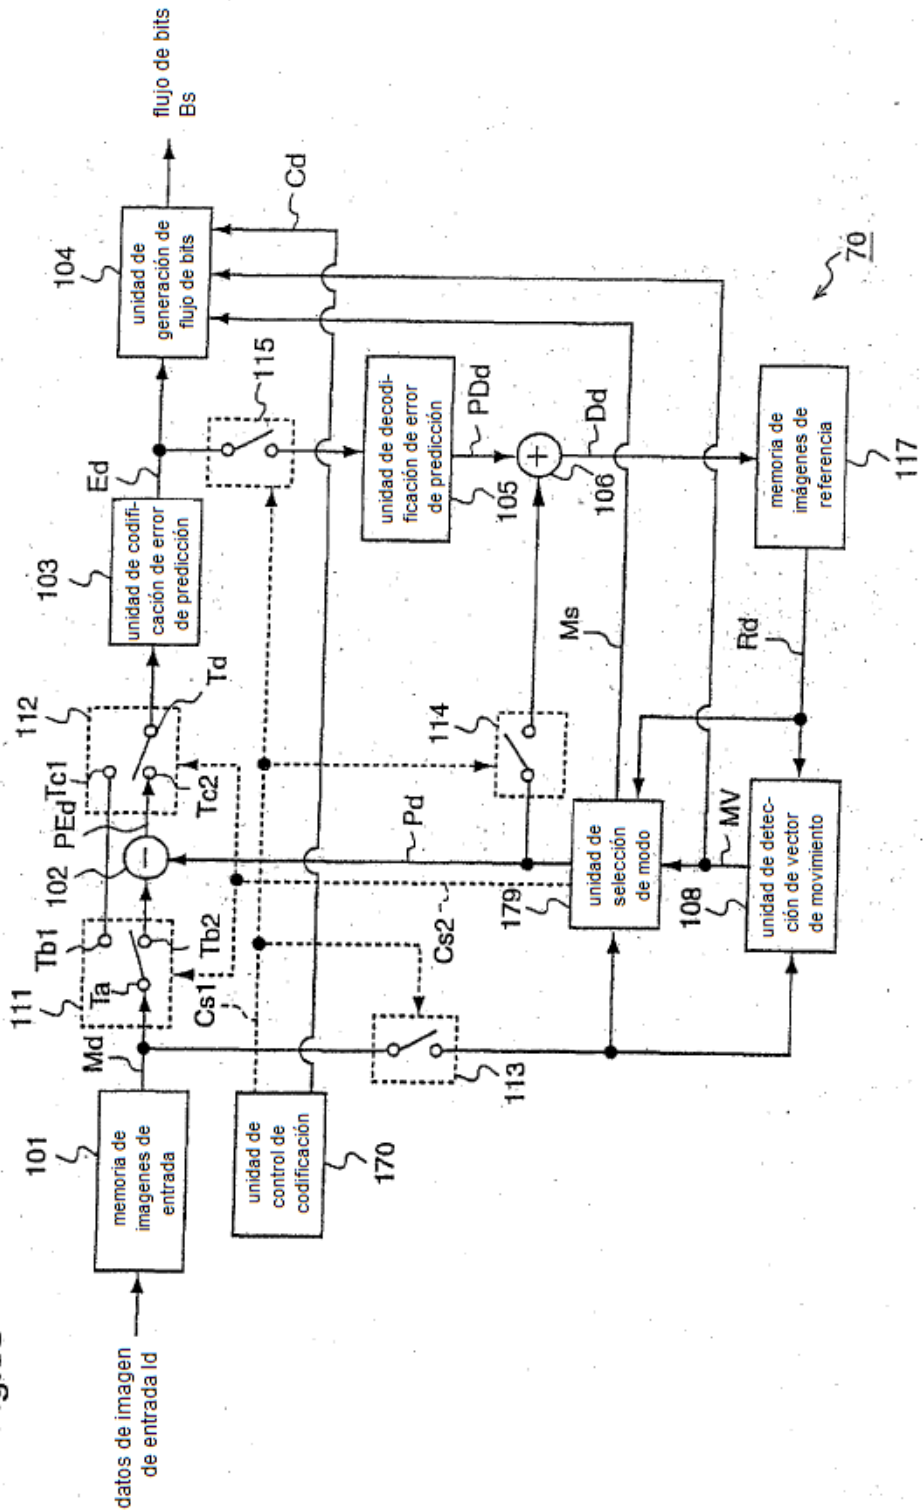 datos de imagen
de entrada Id
101
memoria de
imagenes de
entrada
Md
111
Ta
Tb1
Tb2
102
PEd
112
Tc1
Tc2
Td
103
unidad de codifi-
cación de error
de predicción
Ed
104
unidad de
generación de
flujo de bits
flujo de bits
Bs
Cd
115
unidad de
control de
codificación
170
Cs1
Cs2
113
Pd
114
unidad de decodi-
ficación de error
de predicción
105
PDd
106
Dd
179
unidad de
selección
de modo
Ms
108
unidad de detec-
ción de vector
de movimiento
MV
Rd
memoria de
imágenes de
referencia
117
70